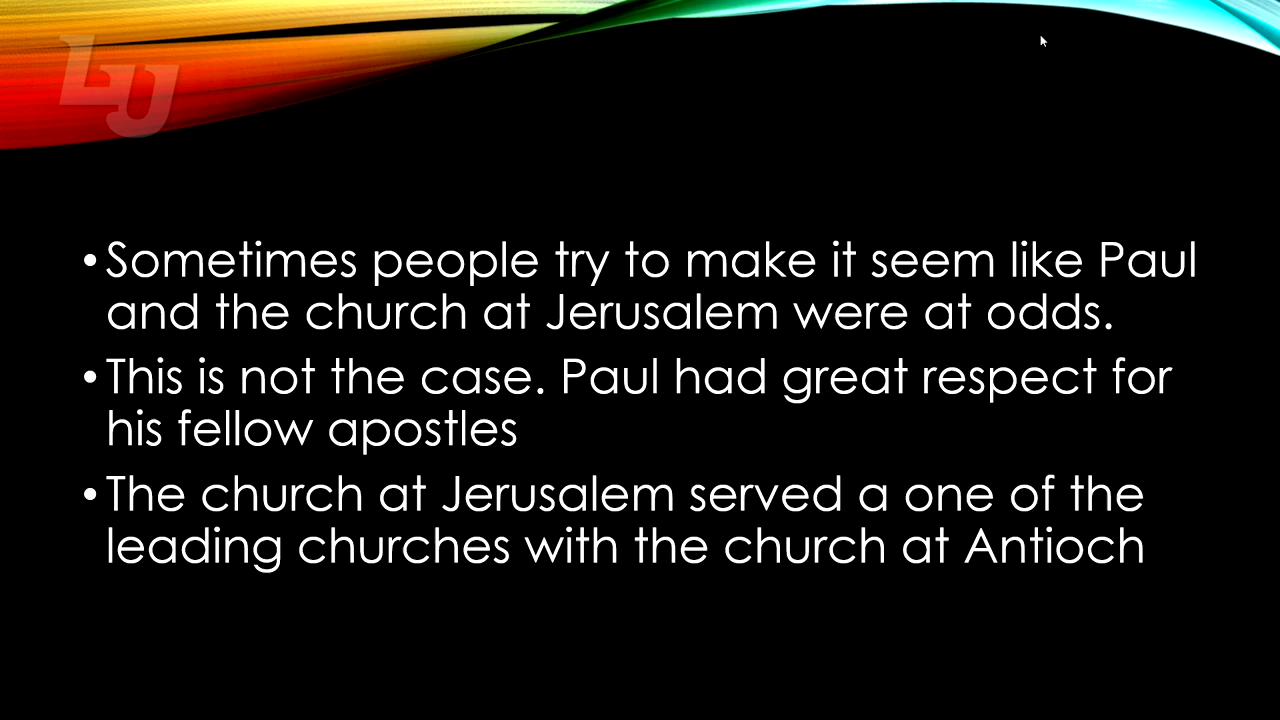 LU
• Sometimes people try to make it seem like Paul
and the church at Jerusalem were at odds.
• This is not the case. Paul had great respect for
his fellow apostles
• The church at Jerusalem served a one of the
leading churches with the church at Antioch